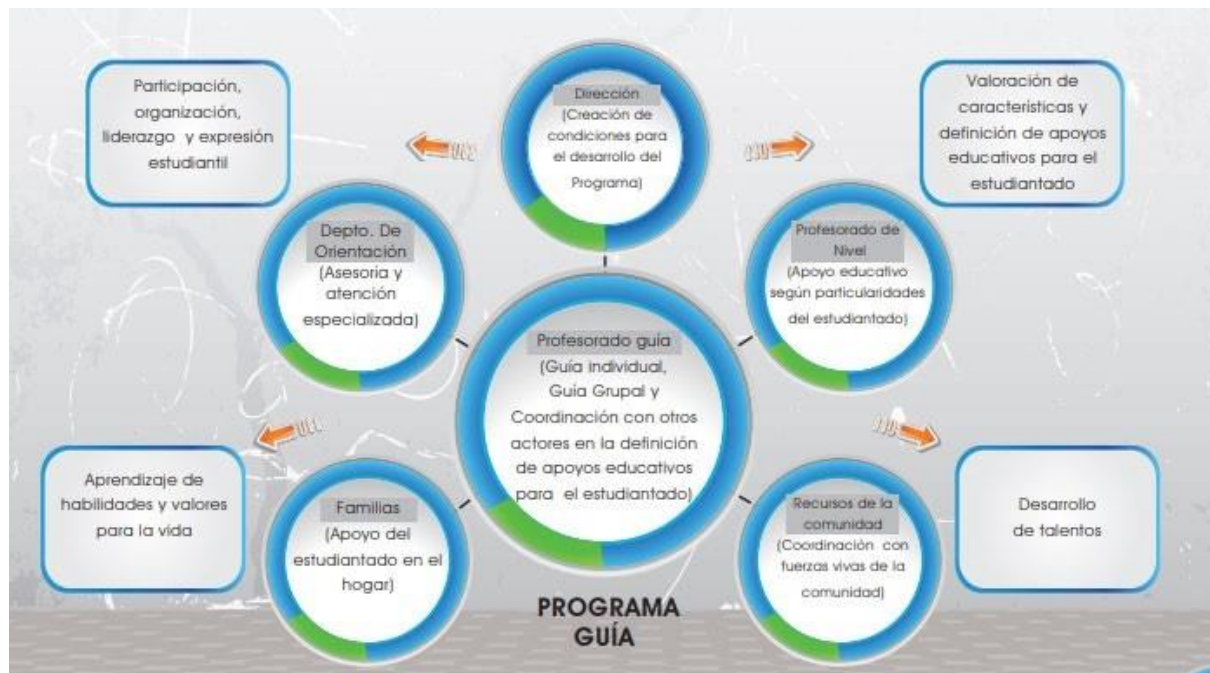 Participación,
organización,
liderazgo y expresión
estudiantil
Dirección
(Creación de
condiciones para
el desarrollo del
Programa)
Valoración de
características y
definición de apoyos
educativos para el
estudiantado
Depto. De
Orientación
(Asesoría y
atención
especializada)
Profesorado de
Nivel
(Apoyo educativo
según particularidades
del estudiantado)
Profesorado guía
(Guía individual,
Guía Grupal y
Coordinación con otros
actores en la definición
de apoyos educativos
para el estudiantado)
Aprendizaje de
habilidades y valores
para la vida
Familias
(Apoyo del
estudiantado en el
hogar)
Recursos de la
comunidad
(Coordinación con
fuerzas vivas de la
comunidad)
Desarrollo
de talentos
PROGRAMA
GUÍA